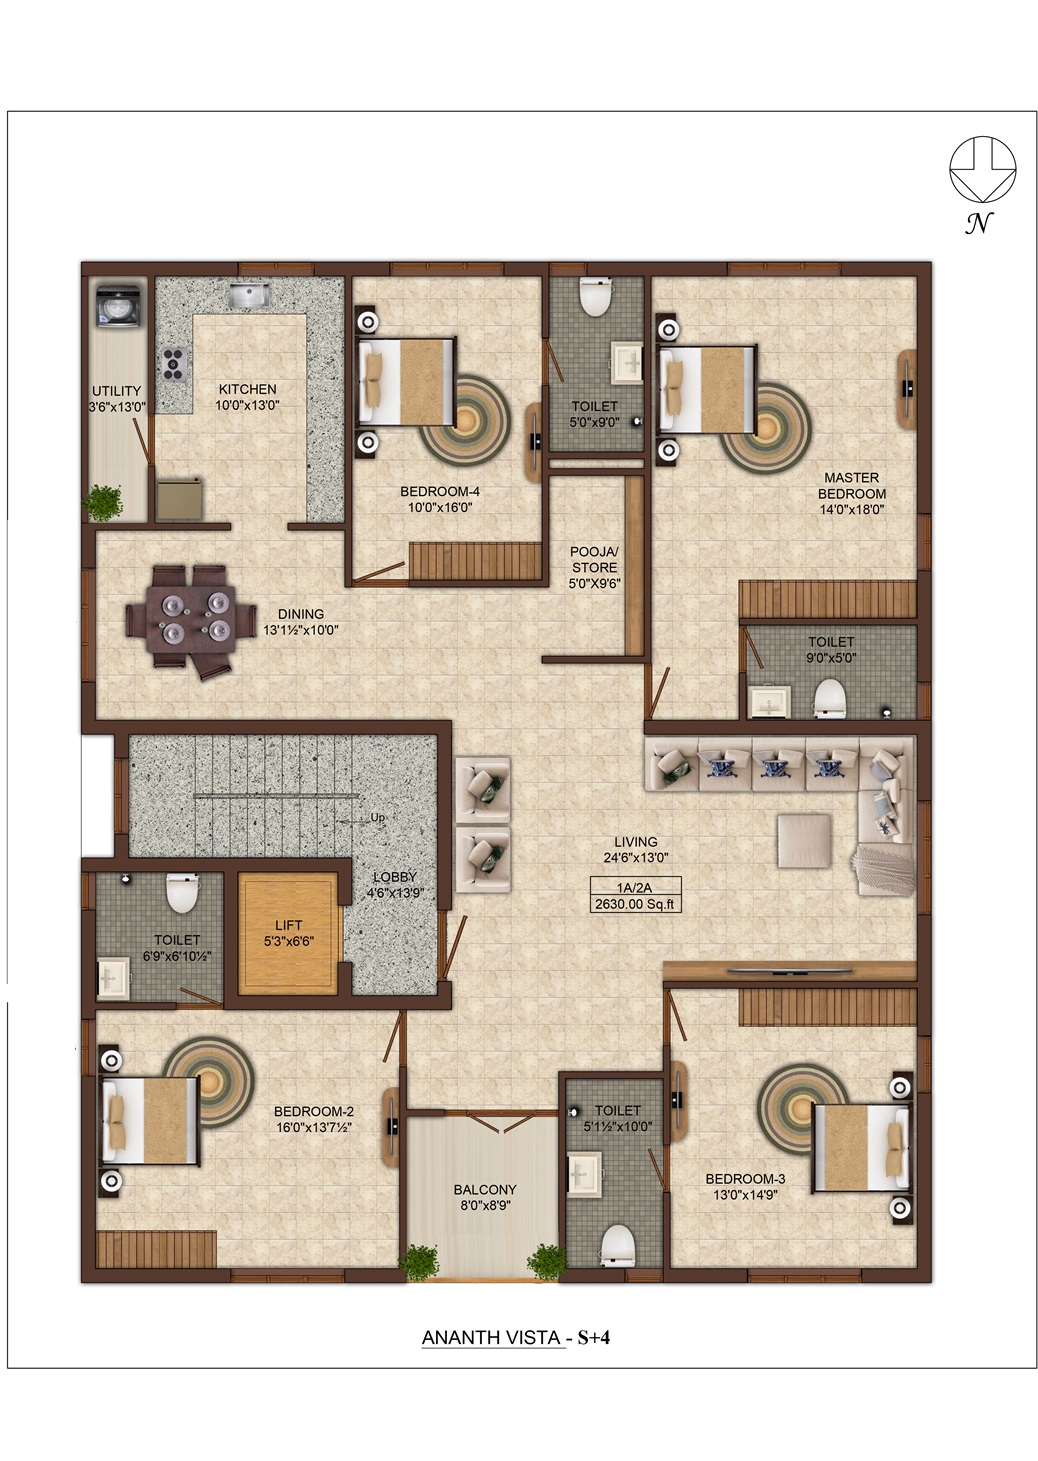 N
UTILITY
3'6"x13'0"
KITCHEN
10'0"x13'0"
BEDROOM-4
10'0"x16'0"
TOILET
5'0"x9'0"
MASTER
BEDROOM
14'0"x18'0"
POOJA/
STORE
5'0"X9'6"
DINING
13'1½"x10'0"
TOILET
9'0"x5'0"
Up
LOBBY
4'6"x13'9"
LIVING
24'6"x13'0"
1A/2A
2630.00 Sq.ft
LIFT
5'3"x6'6"
TOILET
6'9"x6'10½"
BEDROOM-2
16'0"x13'7½"
TOILET
5'1½"x10'0"
BALCONY
8'0"x8'9"
BEDROOM-3
13'0"x14'9"
ANANTH VISTA - S+4